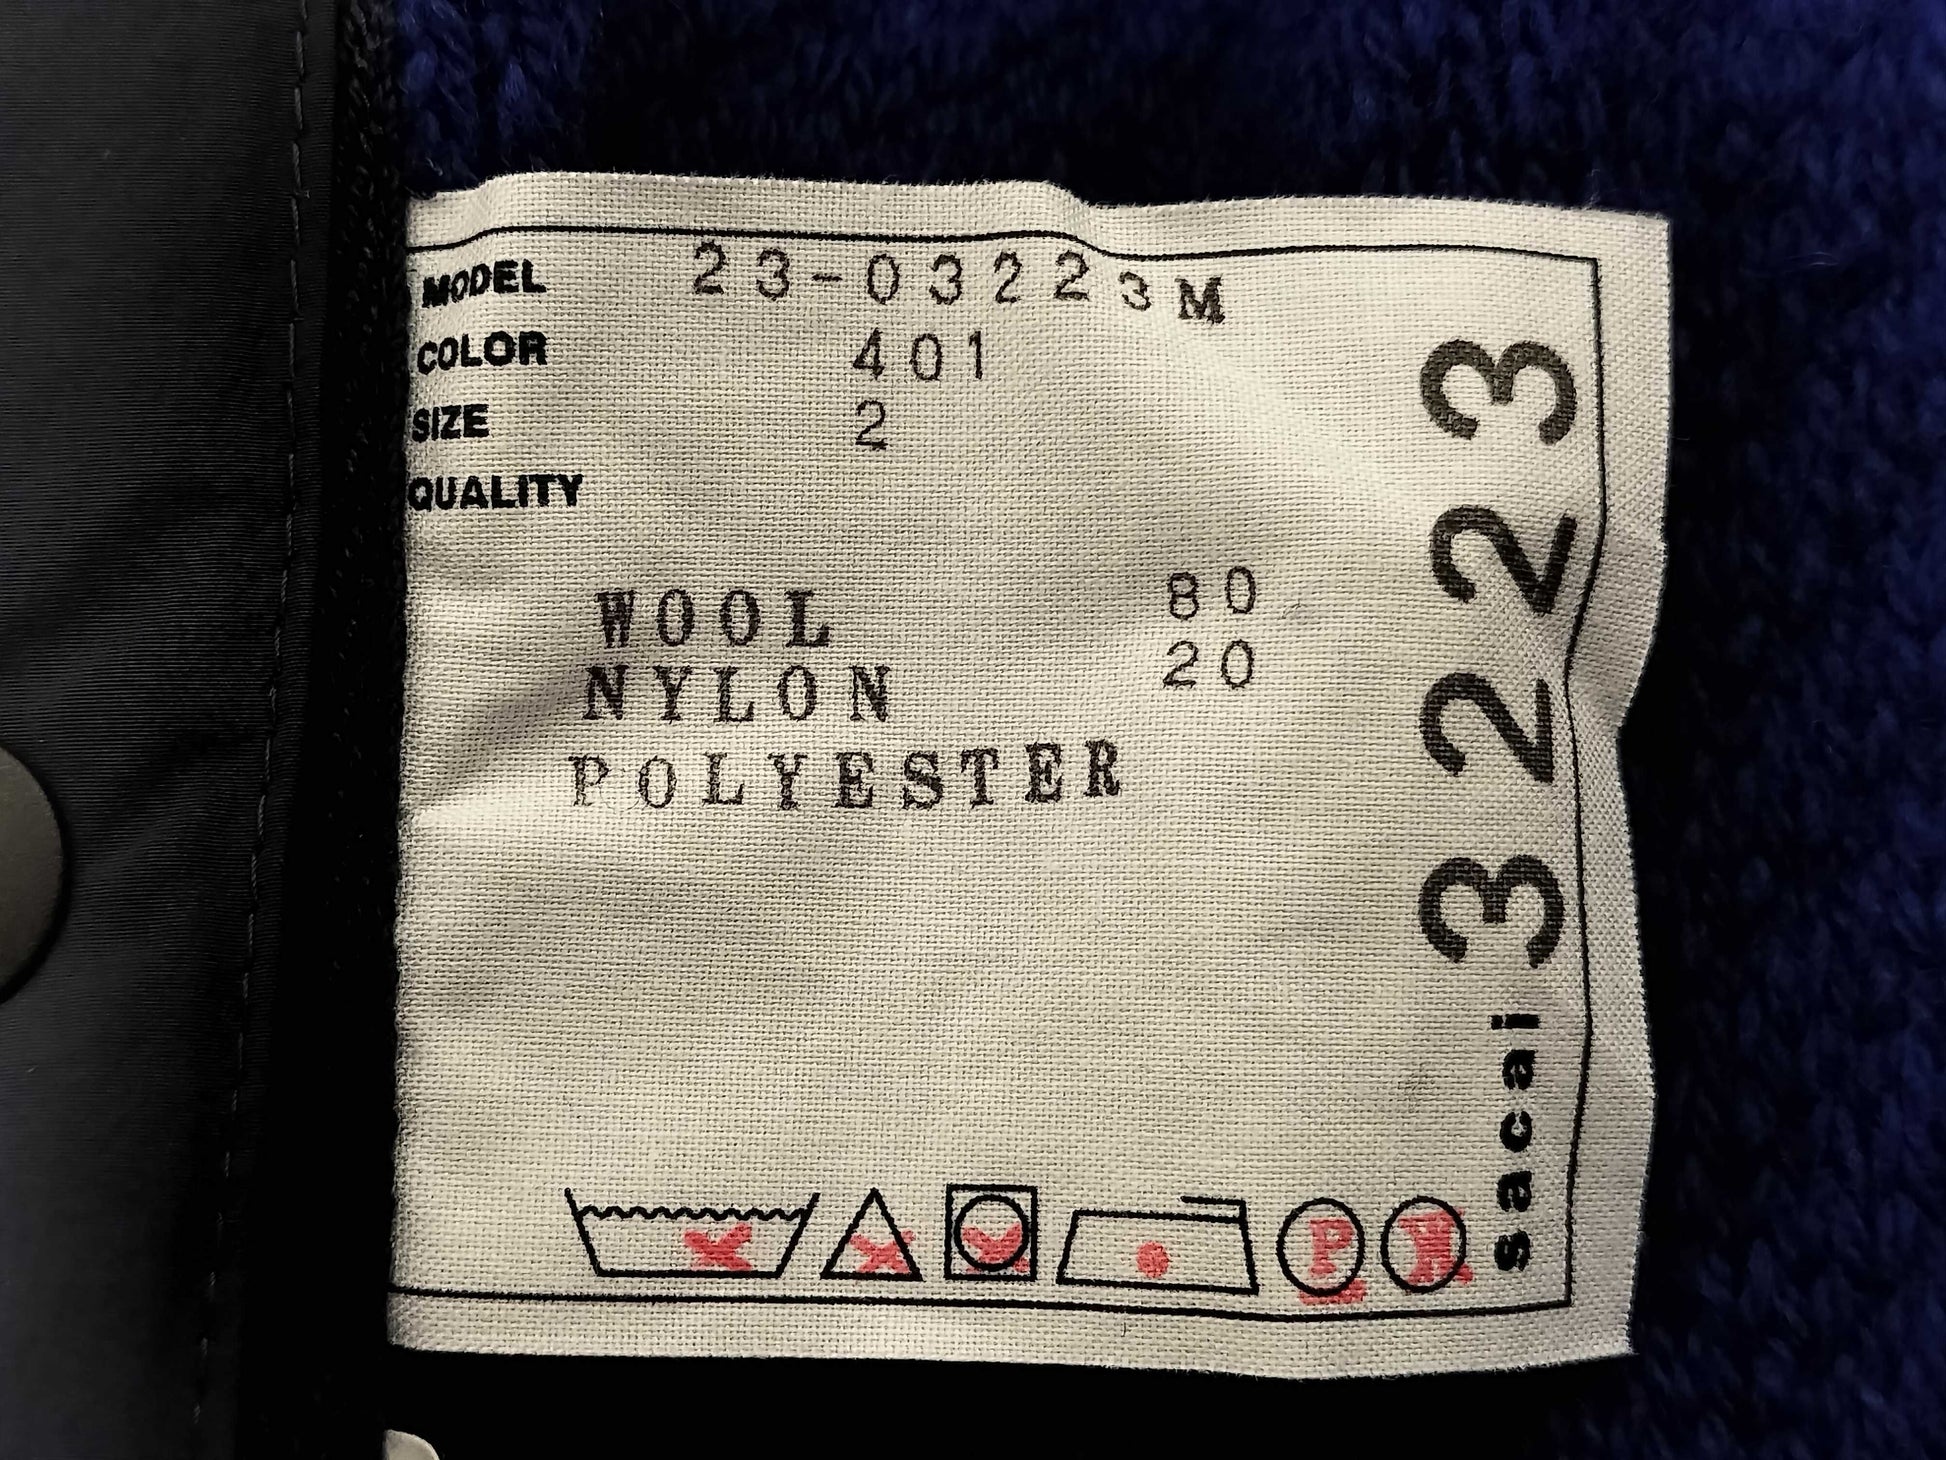 MODEL 23-03223M
COLOR 401
SIZE 2
QUALITY
WOOL 80
NYLON 20
POLYESTER
P W
sacai 3223